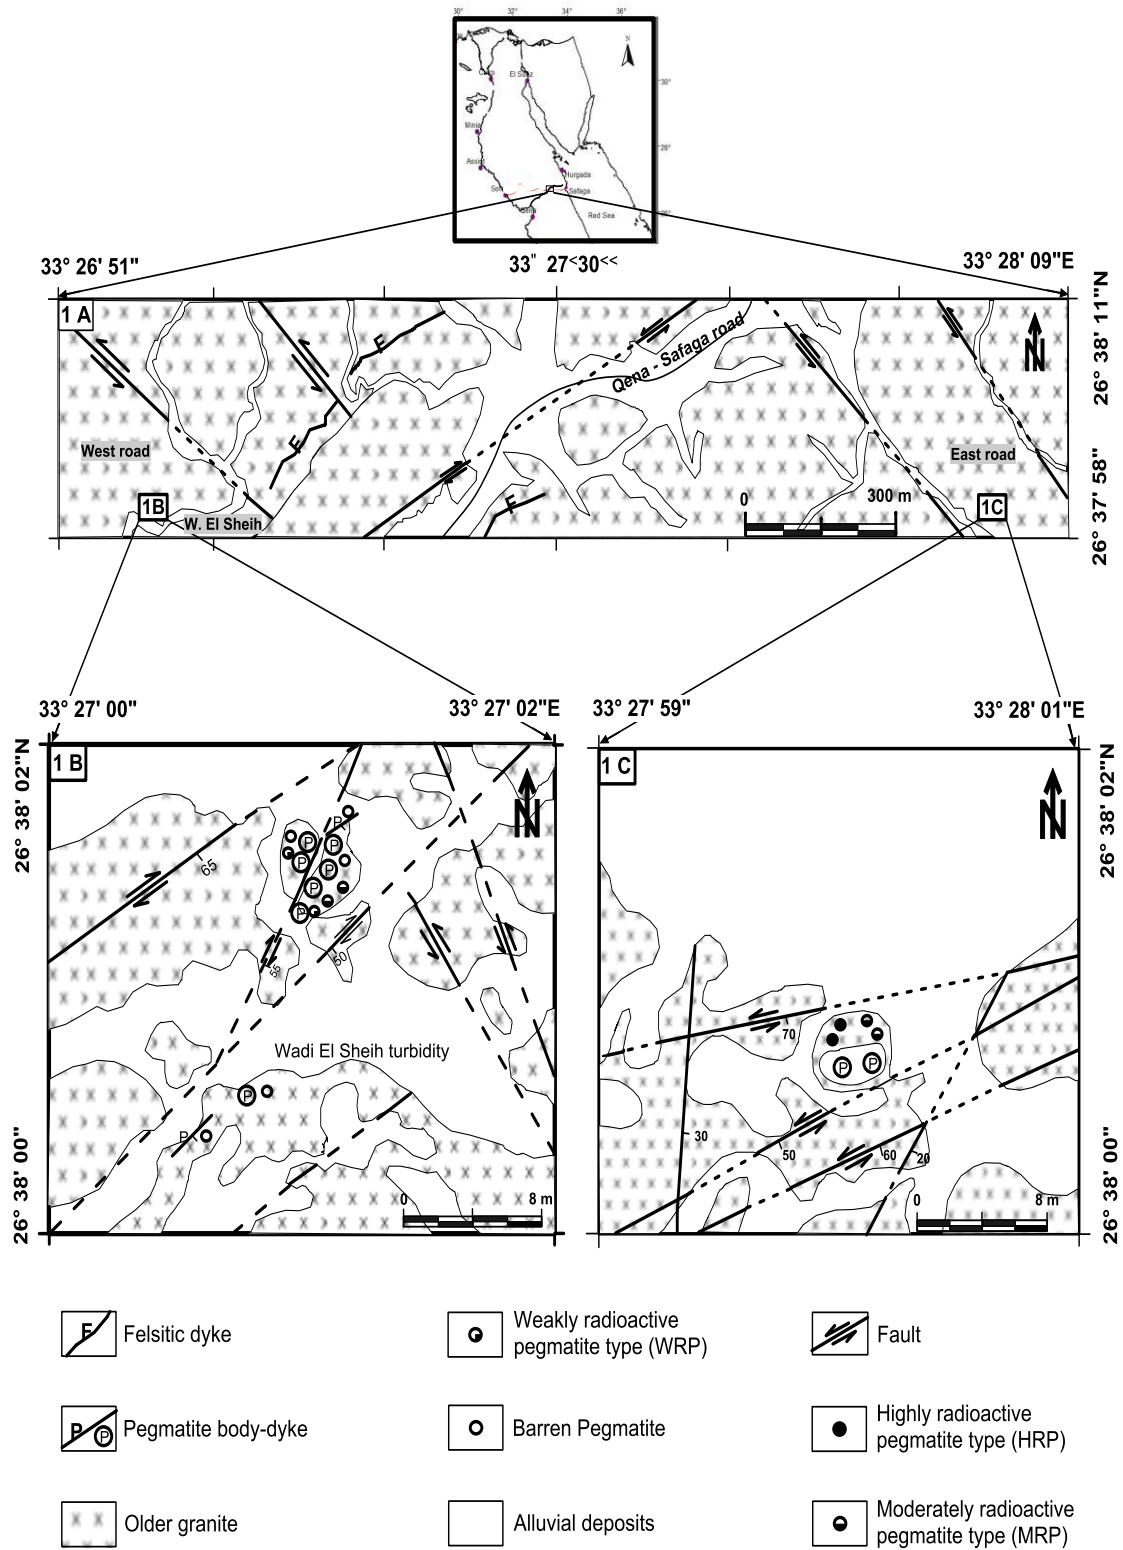 30° 32° 34° 36°
N
Cairo El Suez
30°
Minia
28°
Assiut
Hurgada
Soh
Safaga
Qena
26°
Red Sea
33° 26' 51" 33" 27<30<< 33° 28' 09"E
1 A
Qena - Safaga road
N
F
F
F
West road
East road
1B
W. El Sheih
0 300 m
1C
26° 38' 11"N
26° 37' 58"
33° 27' 00" 33° 27' 02"E 33° 27' 59" 33° 28' 01"E
1 B
N
65
P
P
P
P
P
P
P
P
55
50
Wadi El Sheih turbidity
P
P
0 8 m
26° 38' 02"N
26° 38' 00"
1 C
N
70
P P
30
50
60
20
0 8 m
26° 38' 02"N
26° 38' 00"
F Felsitic dyke
Weakly radioactive
pegmatite type (WRP)
Fault
P P Pegmatite body-dyke
Barren Pegmatite
Highly radioactive
pegmatite type (HRP)
Older granite
Alluvial deposits
Moderately radioactive
pegmatite type (MRP)